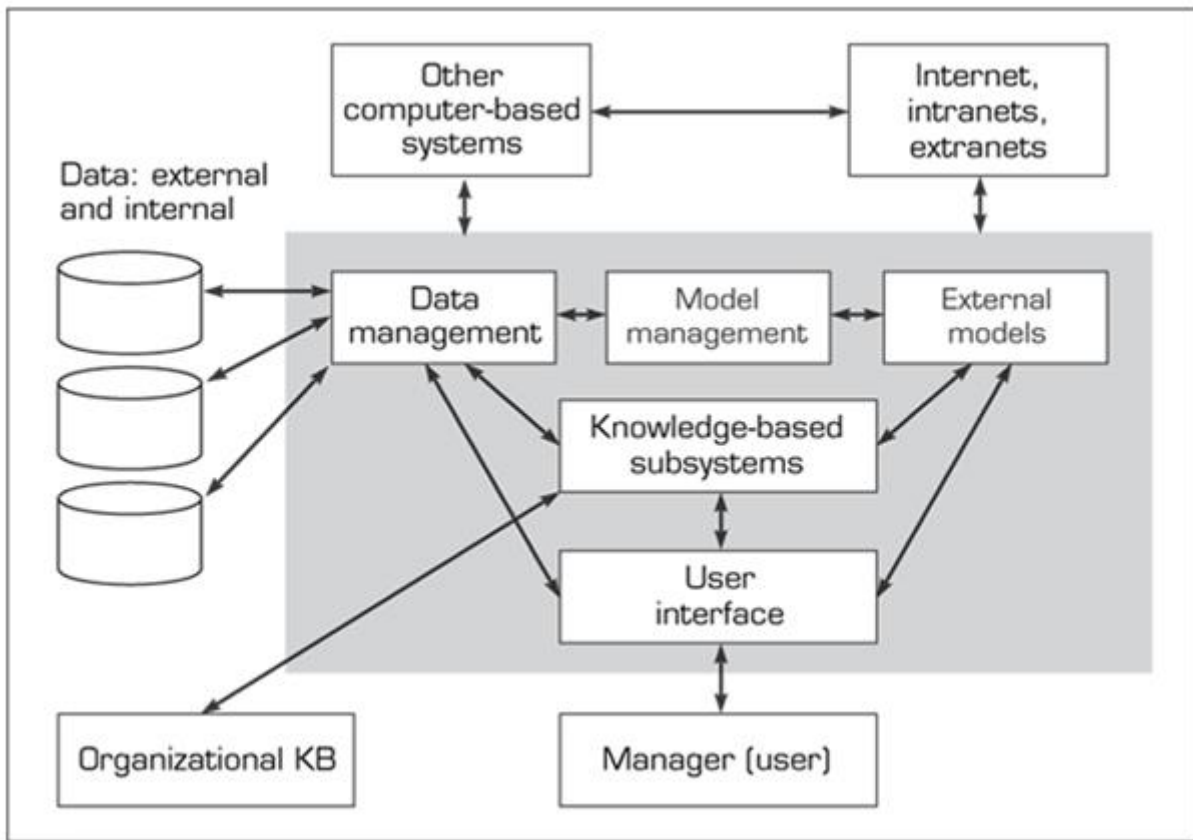 Other
computer-based
systems
Internet,
intranets,
extranets
Data: external
and internal
Data
management
Model
management
External
models
Knowledge-based
subsystems
User
interface
Organizational KB
Manager (user)